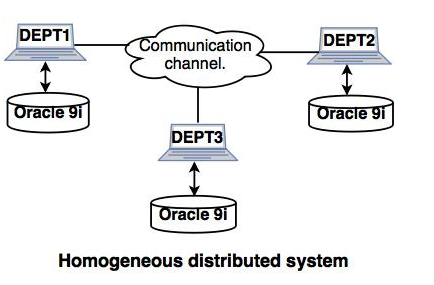 DEPT1
Communication
channel.
DEPT2
Oracle 9i
Oracle 9i
DEPT3
Oracle 9i
Homogeneous distributed system